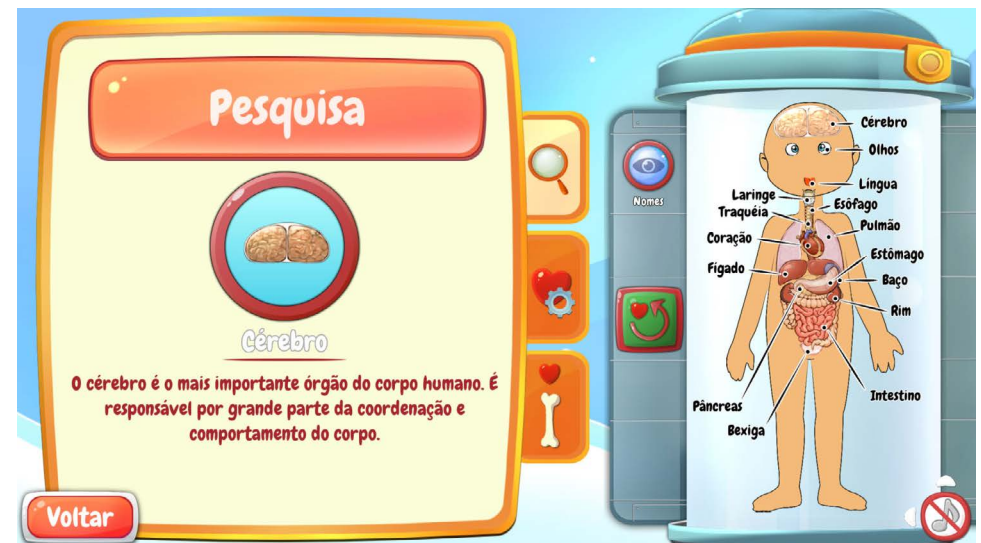 Pesquisa
Cérebro
O cérebro é o mais importante órgão do corpo humano. É
responsável por grande parte da coordenação e
comportamento do corpo.
Voltar
Nomes
Cérebro
Olhos
Língua
Laringe
Esôfago
Traquéia
Pulmão
Coração
Estômago
Fígado
Baço
Rim
Intestino
Pâncreas
Bexiga